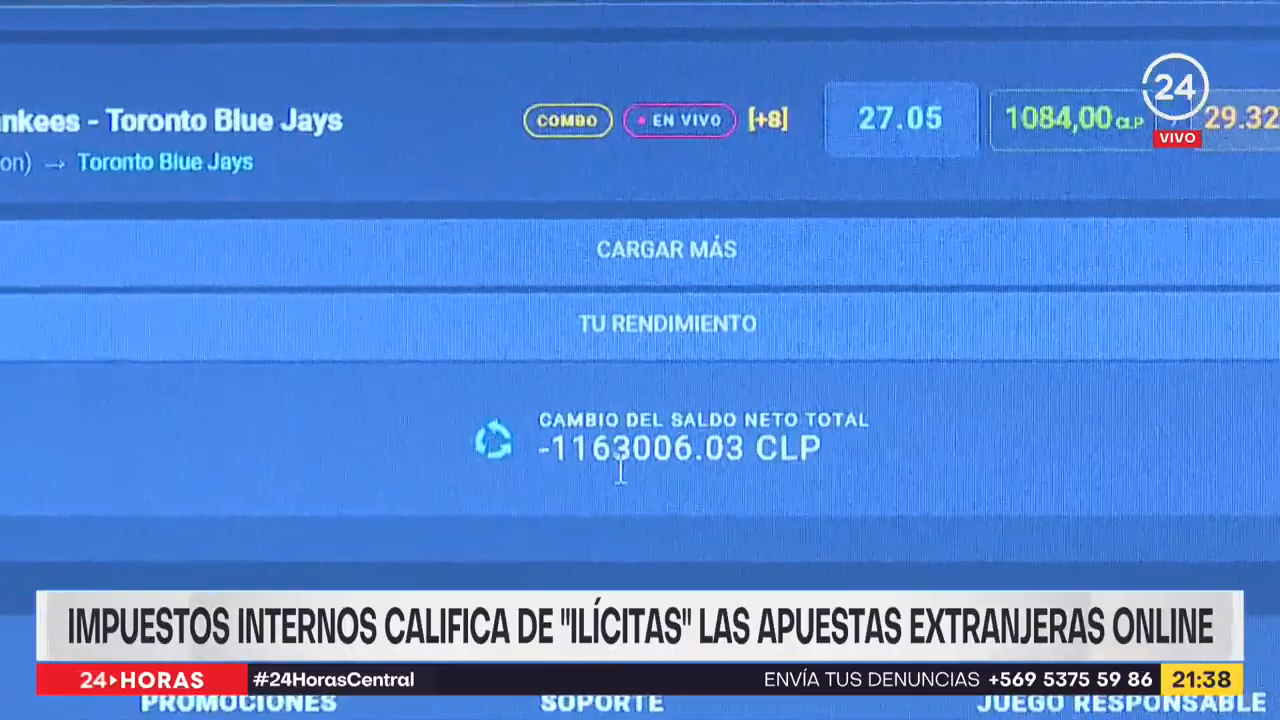 nkees - Toronto Blue Jays
COMBO
EN VIVO
[+8]
27.05
1084,00 CLP
29.32
24
VIVO
on) → Toronto Blue Jays
CARGAR MÁS
TU RENDIMIENTO
CAMBIO DEL SALDO NETO TOTAL
-1163006.03 CLP
IMPUESTOS INTERNOS CALIFICA DE "ILÍCITAS" LAS APUESTAS EXTRANJERAS ONLINE
24 HORAS
#24HorasCentral
ENVÍA TUS DENUNCIAS +569 5375 59 86
21:38
PROMOCIONES
SOPORTE
JUEGO RESPONSABLE